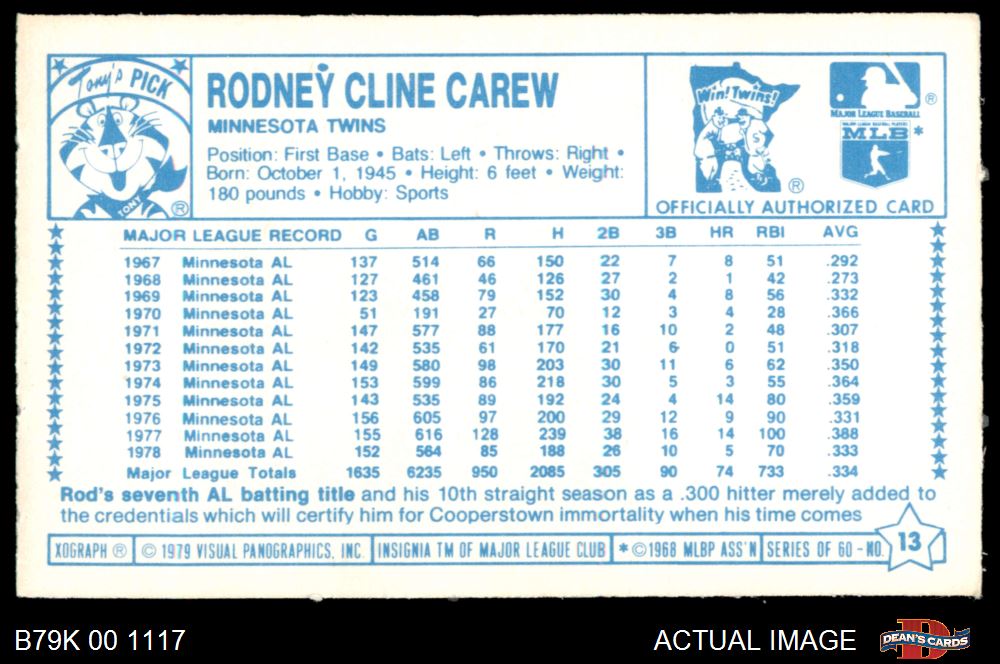 Tony's PICK
TONY
®
RODNEY CLINE CAREW
MINNESOTA TWINS
Position: First Base • Bats: Left • Throws: Right •
Born: October 1, 1945 • Height: 6 feet • Weight:
180 pounds • Hobby: Sports
Win! Twins!
®
®
MAJOR LEAGUE BASEBALL
MAJOR LEAGUE BASEBALL PLAYERS
MLB *
OFFICIALLY AUTHORIZED CARD
MAJOR LEAGUE RECORD G AB R H 2B 3B HR RBI AVG
1967 Minnesota AL 137 514 66 150 22 7 8 51 .292
1968 Minnesota AL 127 461 46 126 27 2 1 42 .273
1969 Minnesota AL 123 458 79 152 30 4 8 56 .332
1970 Minnesota AL 51 191 27 70 12 3 4 28 .366
1971 Minnesota AL 147 577 88 177 16 10 2 48 .307
1972 Minnesota AL 142 535 61 170 21 6 0 51 .318
1973 Minnesota AL 149 580 98 203 30 11 6 62 .350
1974 Minnesota AL 153 599 86 218 30 5 3 55 .364
1975 Minnesota AL 143 535 89 192 24 4 14 80 .359
1976 Minnesota AL 156 605 97 200 29 12 9 90 .331
1977 Minnesota AL 155 616 128 239 38 16 14 100 .388
1978 Minnesota AL 152 564 85 188 26 10 5 70 .333
Major League Totals 1635 6235 950 2085 305 90 74 733 .334
Rod's seventh AL batting title and his 10th straight season as a .300 hitter merely added to
the credentials which will certify him for Cooperstown immortality when his time comes
XOGRAPH ® © 1979 VISUAL PANOGRAPHICS, INC. INSIGNIA TM OF MAJOR LEAGUE CLUB * © 1968 MLBP ASS'N SERIES OF 60 - NO. 13
B79K 00 1117 ACTUAL IMAGE DEAN'S CARDS